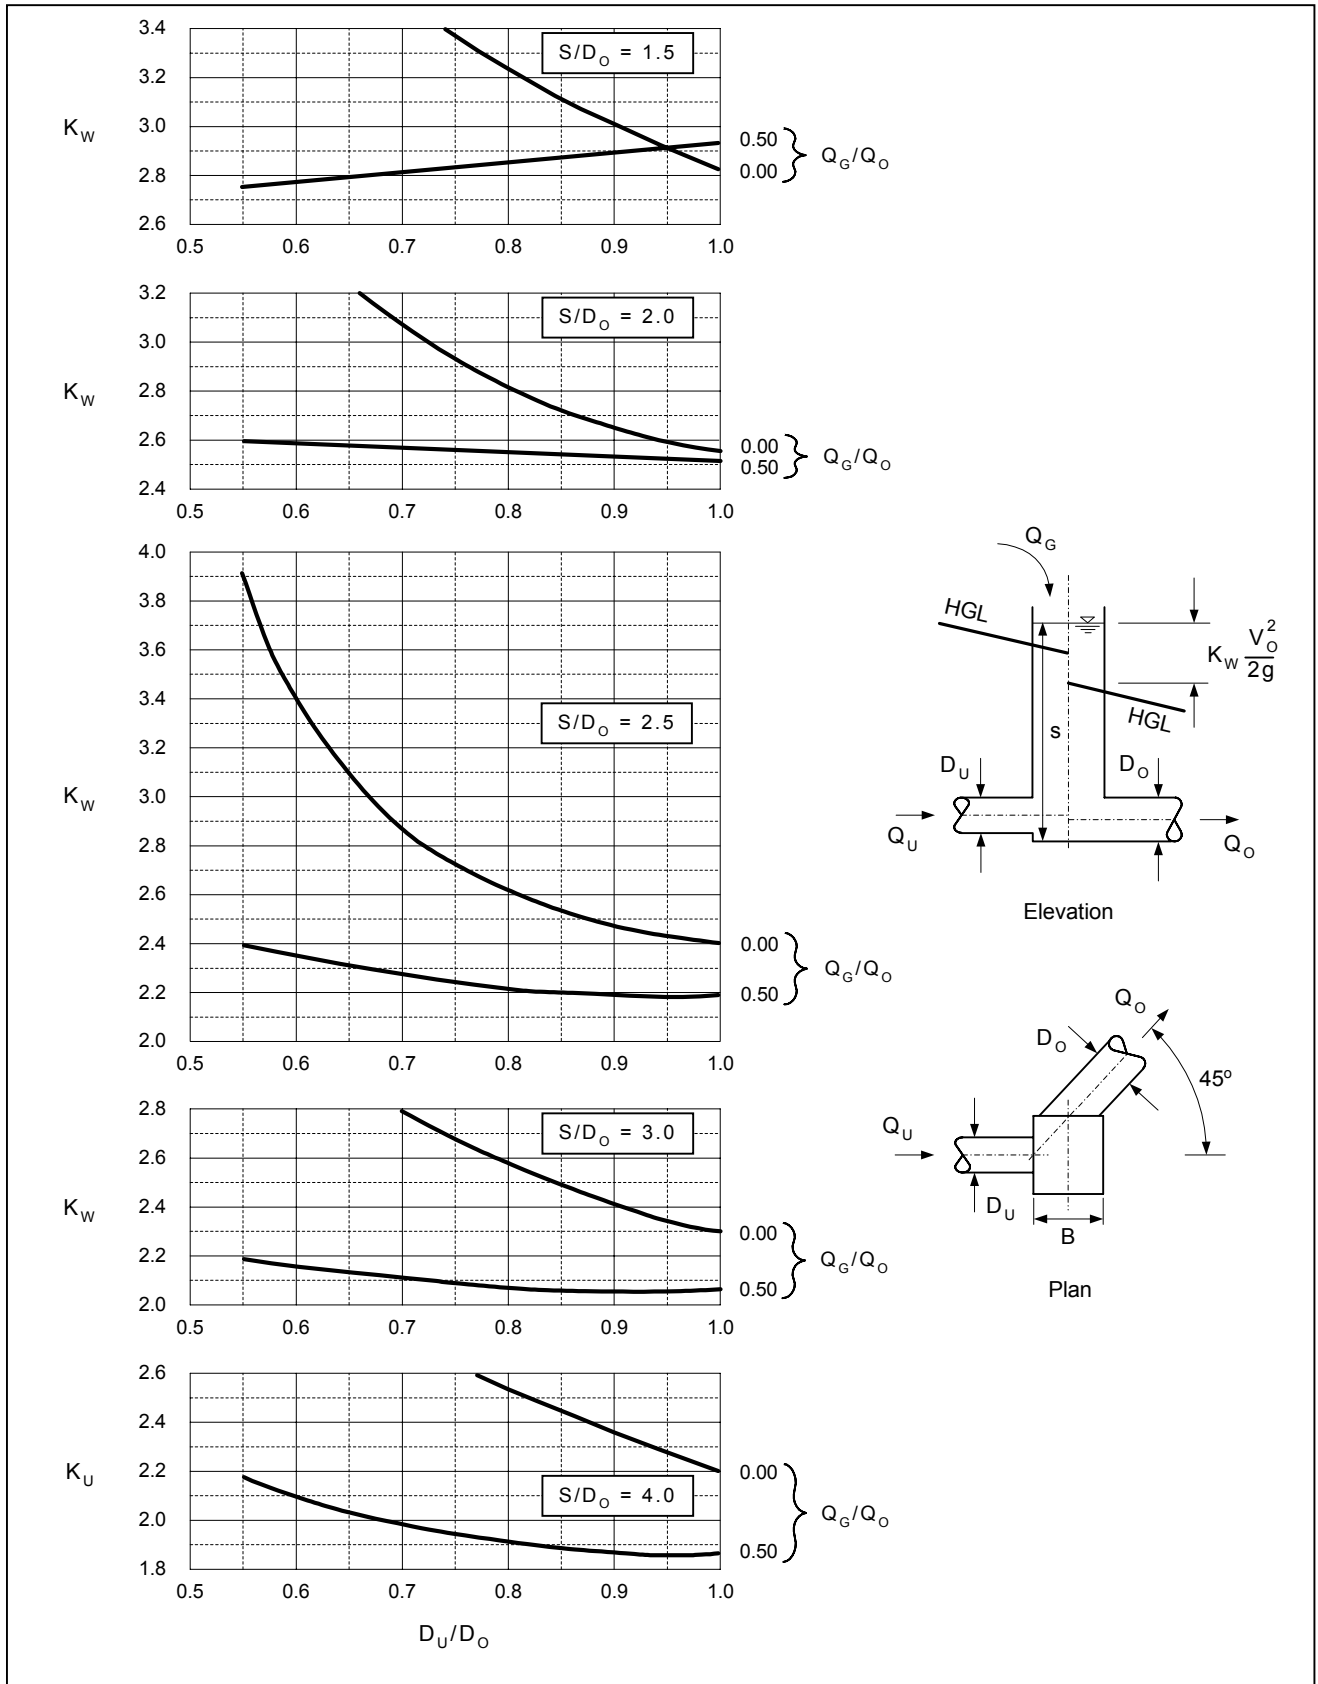 3.4
S/D_O = 1.5
3.2
K_W
3.0
0.50
Q_G/Q_O
2.8
0.00
2.6
0.5 0.6 0.7 0.8 0.9 1.0
3.2
S/D_O = 2.0
3.0
K_W
2.8
2.6
0.00
Q_G/Q_O
0.50
2.4
0.5 0.6 0.7 0.8 0.9 1.0
4.0
3.8
3.6
3.4
S/D_O = 2.5
3.2
K_W
3.0
2.8
2.6
2.4
0.00
Q_G/Q_O
2.2
0.50
2.0
0.5 0.6 0.7 0.8 0.9 1.0
2.8
S/D_O = 3.0
2.6
K_W
2.4
0.00
2.2
Q_G/Q_O
0.50
2.0
0.5 0.6 0.7 0.8 0.9 1.0
2.6
2.4
K_U
2.2
0.00
S/D_O = 4.0
2.0
Q_G/Q_O
0.50
1.8
0.5 0.6 0.7 0.8 0.9 1.0
D_U/D_O
Q_G
HGL
K_W V_O^2/2g
HGL
s
D_U
D_O
Q_U
Q_O
Elevation
Q_O
D_O
45º
Q_U
D_U
B
Plan